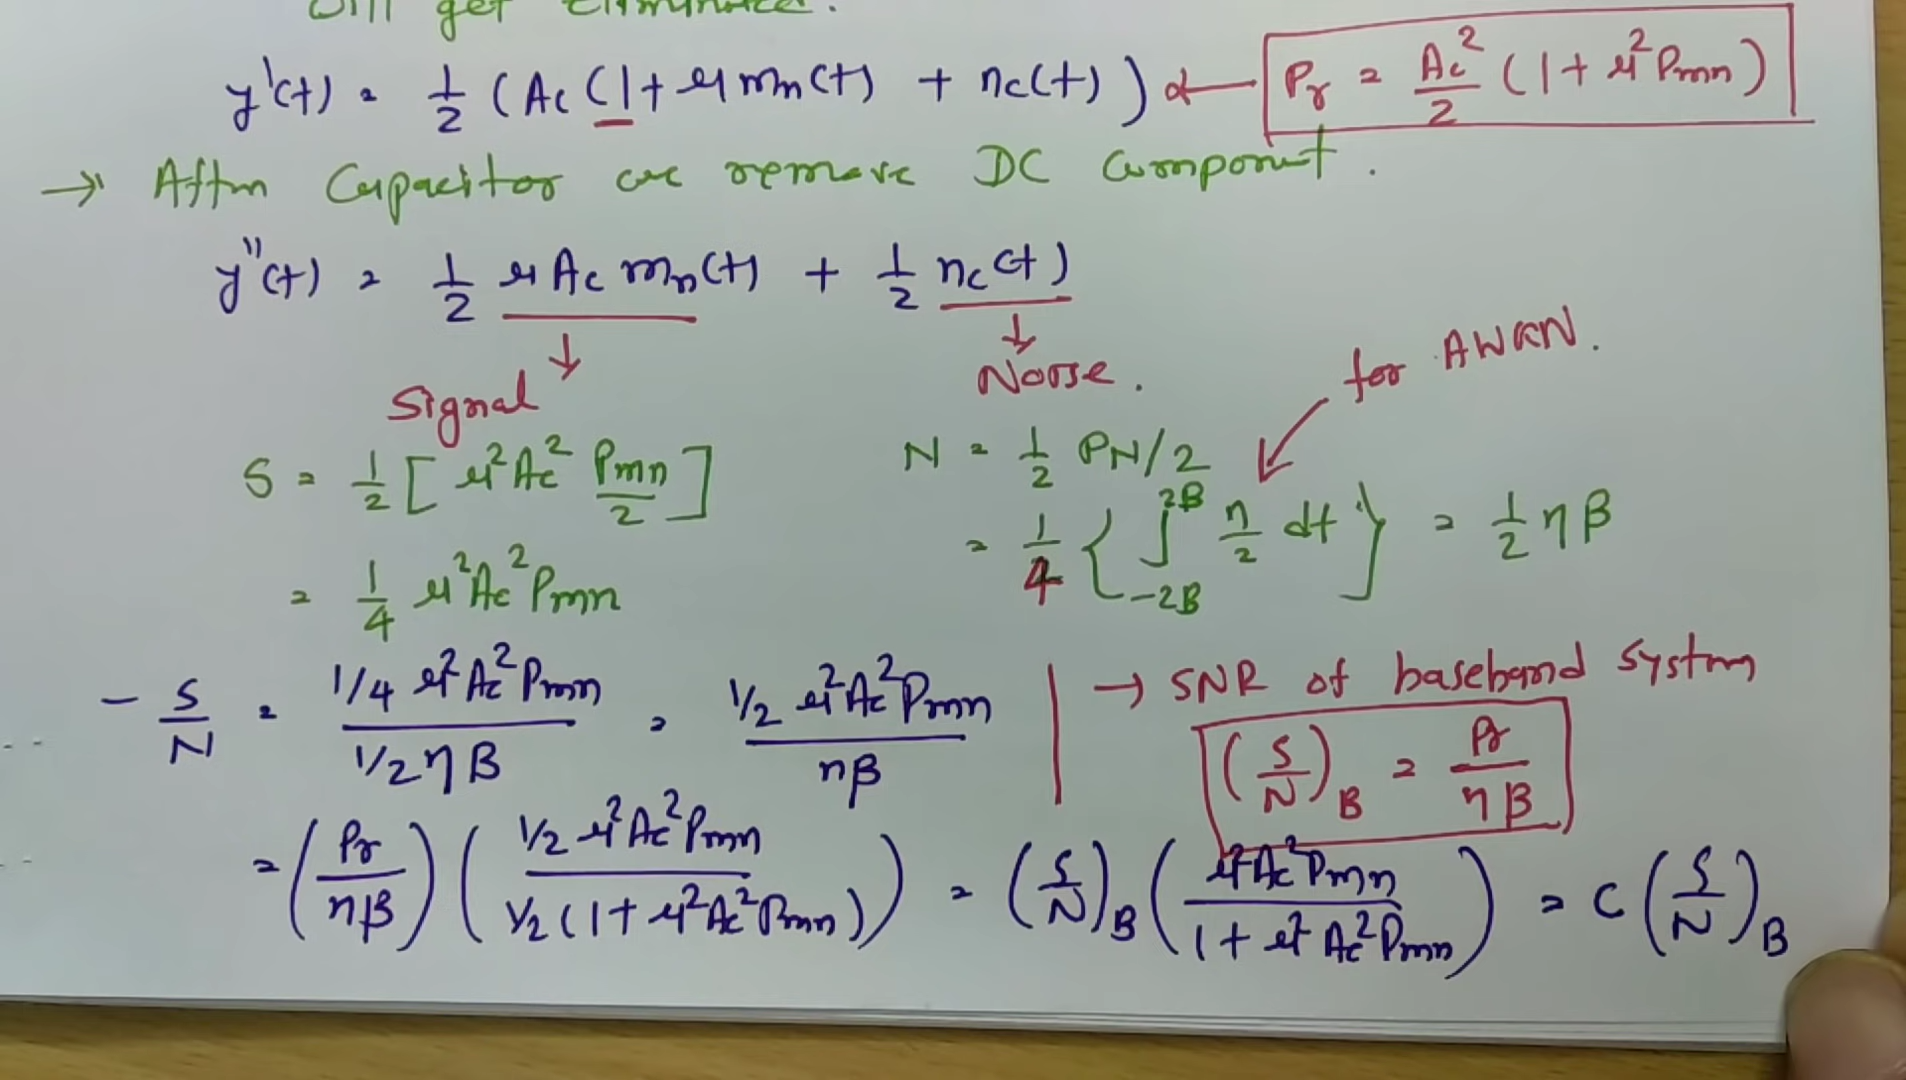 will get eliminate.
y'(t) = 1/2 (Ac (1 + μ mn(t) + nc(t)) ← Pr = Ac²/2 (1 + μ² Pmn)
→ After Capacitor we remove DC component.
y''(t) = 1/2 μ Ac mn(t) + 1/2 nc(t)
↓ ↓
Signal Noise. for AWGN.
S = 1/2 [μ² Ac² Pmn/2] N = 1/2 PN/2
= 1/4 μ² Ac² Pmn = 1/4 { ∫_{-2B}^{2B} η/2 df } = 1/2 ηB
- S/N = (1/4 μ² Ac² Pmn)/(1/2 ηB) = (1/2 μ² Ac² Pmn)/(ηB) | → SNR of baseband system
(S/N)B = Pr/ηB
= (Pr/ηB) ((1/2 μ² Ac² Pmn)/(1/2 (1 + μ² Ac² Pmn))) = (S/N)B ((μ² Ac² Pmn)/(1 + μ² Ac² Pmn)) = C (S/N)B